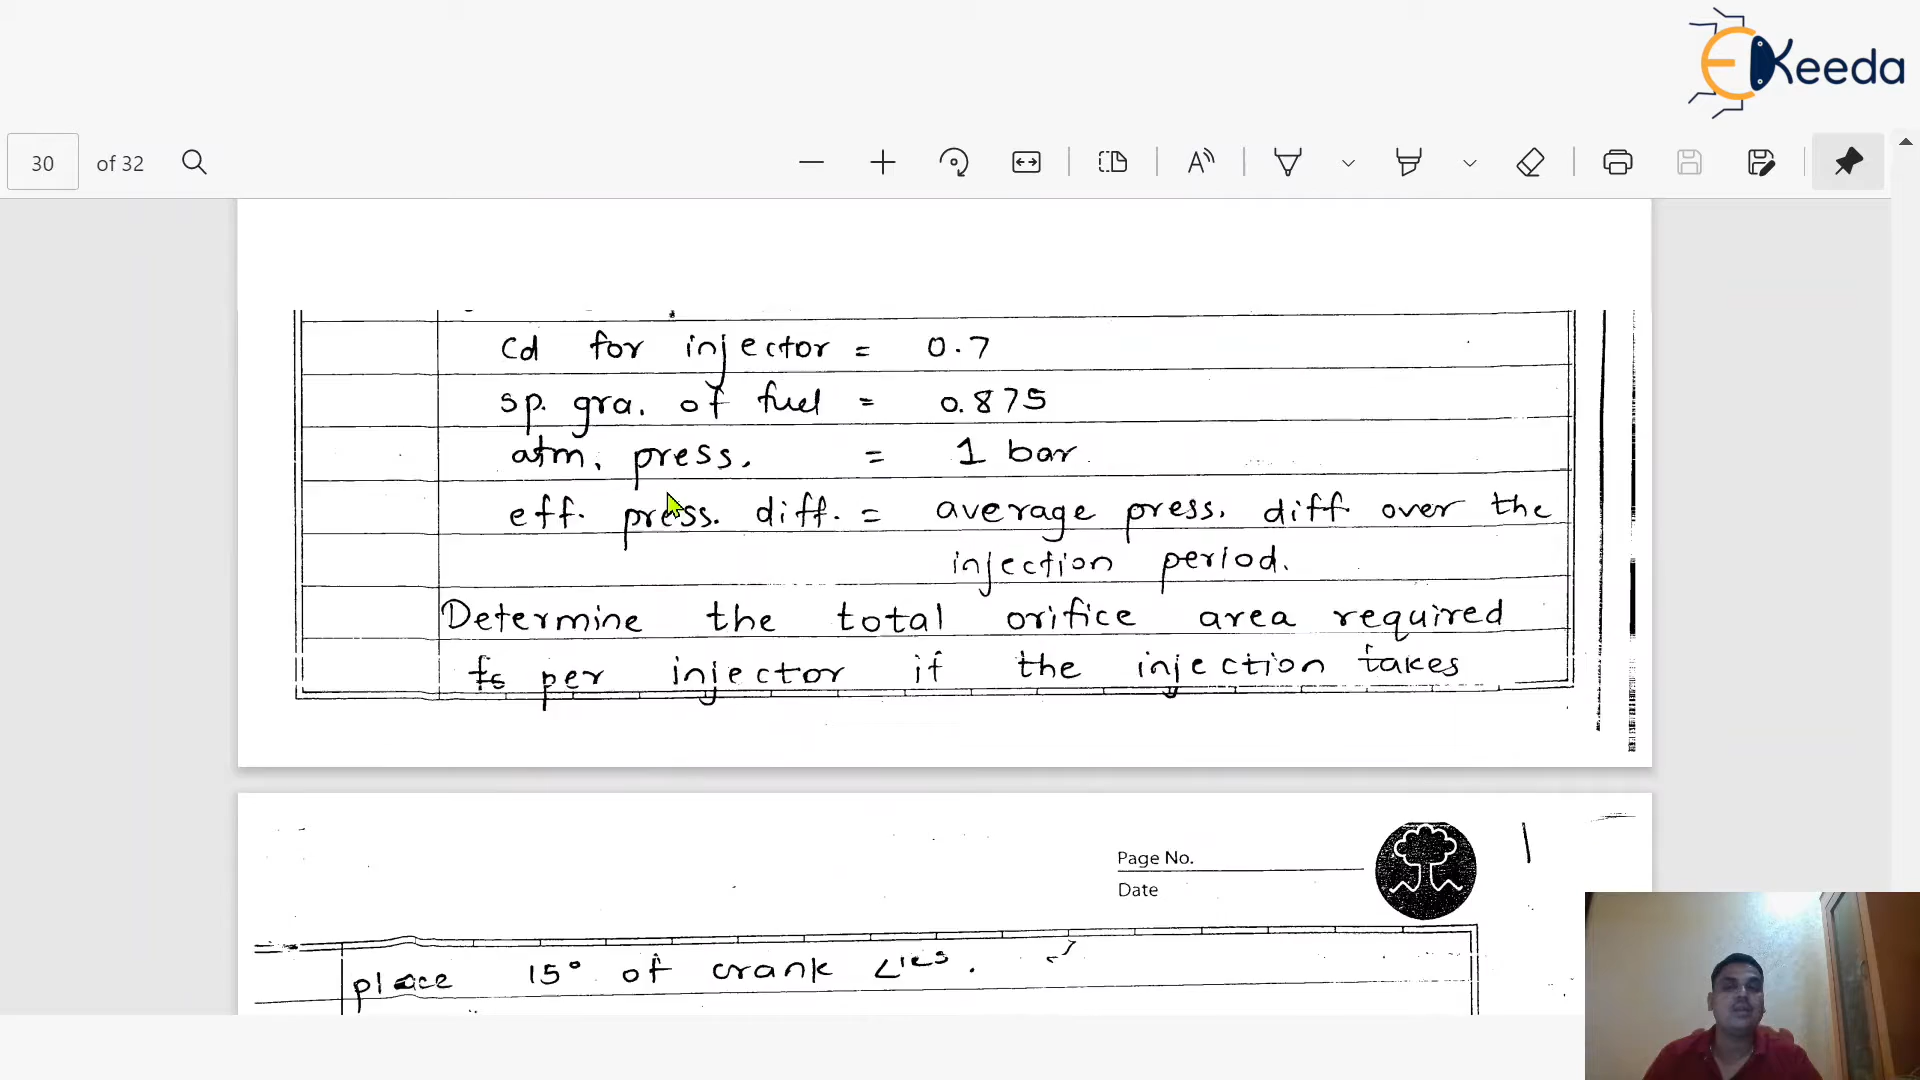 EKeeda
30 of 32
Cd for injector = 0.7
sp. gra. of fuel = 0.875
atm. press. = 1 bar
eff. press. diff. = average press. diff over the
injection period.
Determine the total orifice area required
per injector if the injection takes
Page No.
Date
place 15° of crank ∠ies.